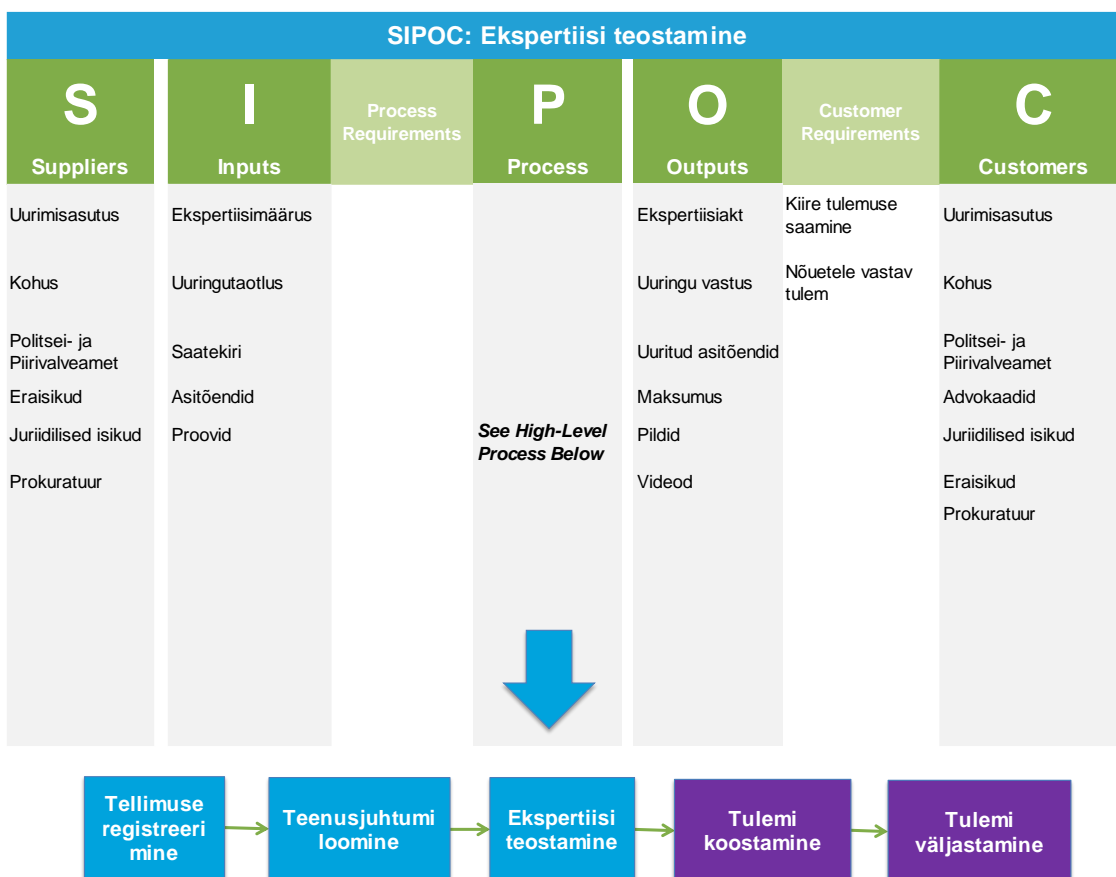 SIPOC: Ekspertiisi teostamine
S
Suppliers
I
Inputs
Process
Requirements
P
Process
O
Outputs
Customer
Requirements
C
Customers
Uurimisasutus
Kohus
Politsei- ja
Piirivalveamet
Eraisikud
Juriidilised isikud
Prokuratuur
Ekspertiisimäärus
Uuringutaotlus
Saatekiri
Asitõendid
Proovid
See High-Level
Process Below
Ekspertiisiakt
Uuringu vastus
Uuritud asitõendid
Maksumus
Pildid
Videod
Kiire tulemuse
saamine
Nõuetele vastav
tulem
Uurimisasutus
Kohus
Politsei- ja
Piirivalveamet
Advokaadid
Juriidilised isikud
Eraisikud
Prokuratuur
Tellimuse
registreeri
mine
Teenusjuhtumi
loomine
Ekspertiisi
teostamine
Tulemi
koostamine
Tulemi
väljastamine